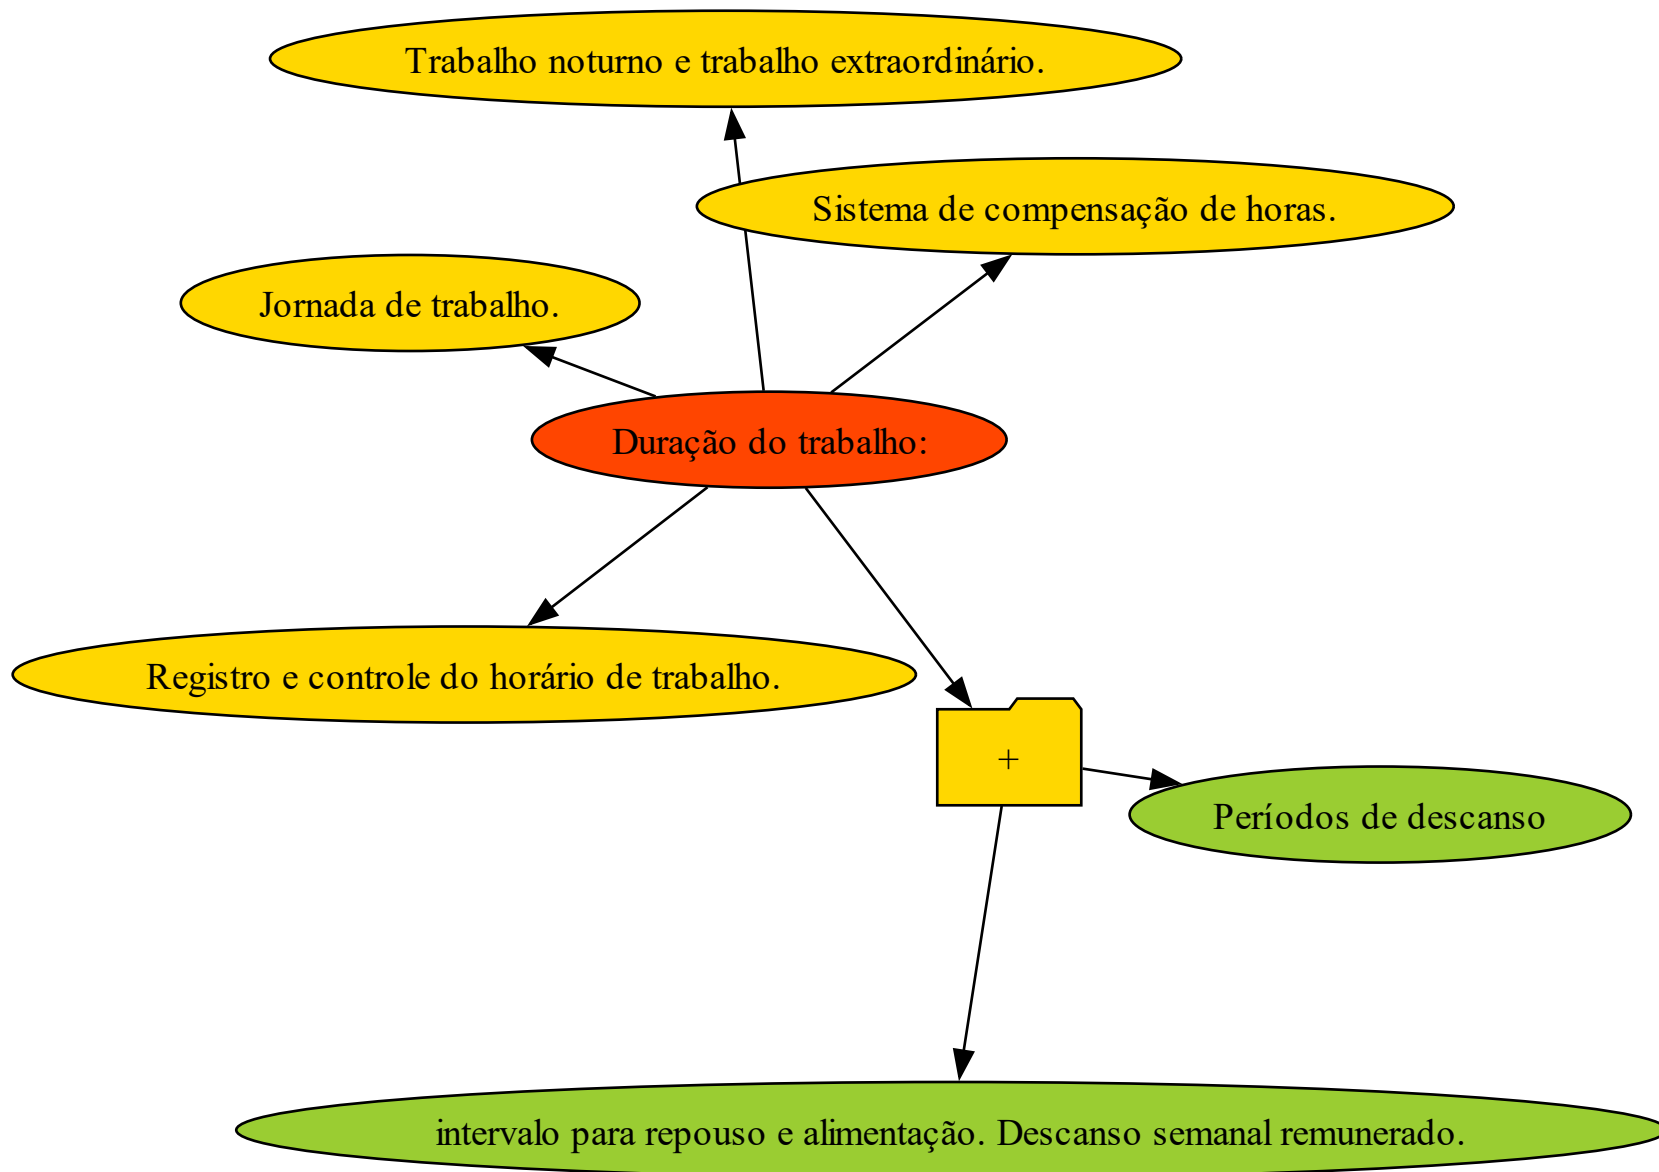 Trabalho noturno e trabalho extraordinário.
Sistema de compensação de horas.
Jornada de trabalho.
Duração do trabalho:
Registro e controle do horário de trabalho.
+
Períodos de descanso
intervalo para repouso e alimentação. Descanso semanal remunerado.